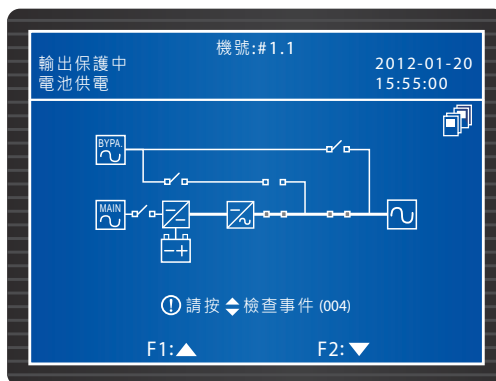 機號:#1.1
輸出保護中
電池供電
2012-01-20
15:55:00
BYPA.
MAIN
請按檢查事件 (004)
F1:▲ F2:▼